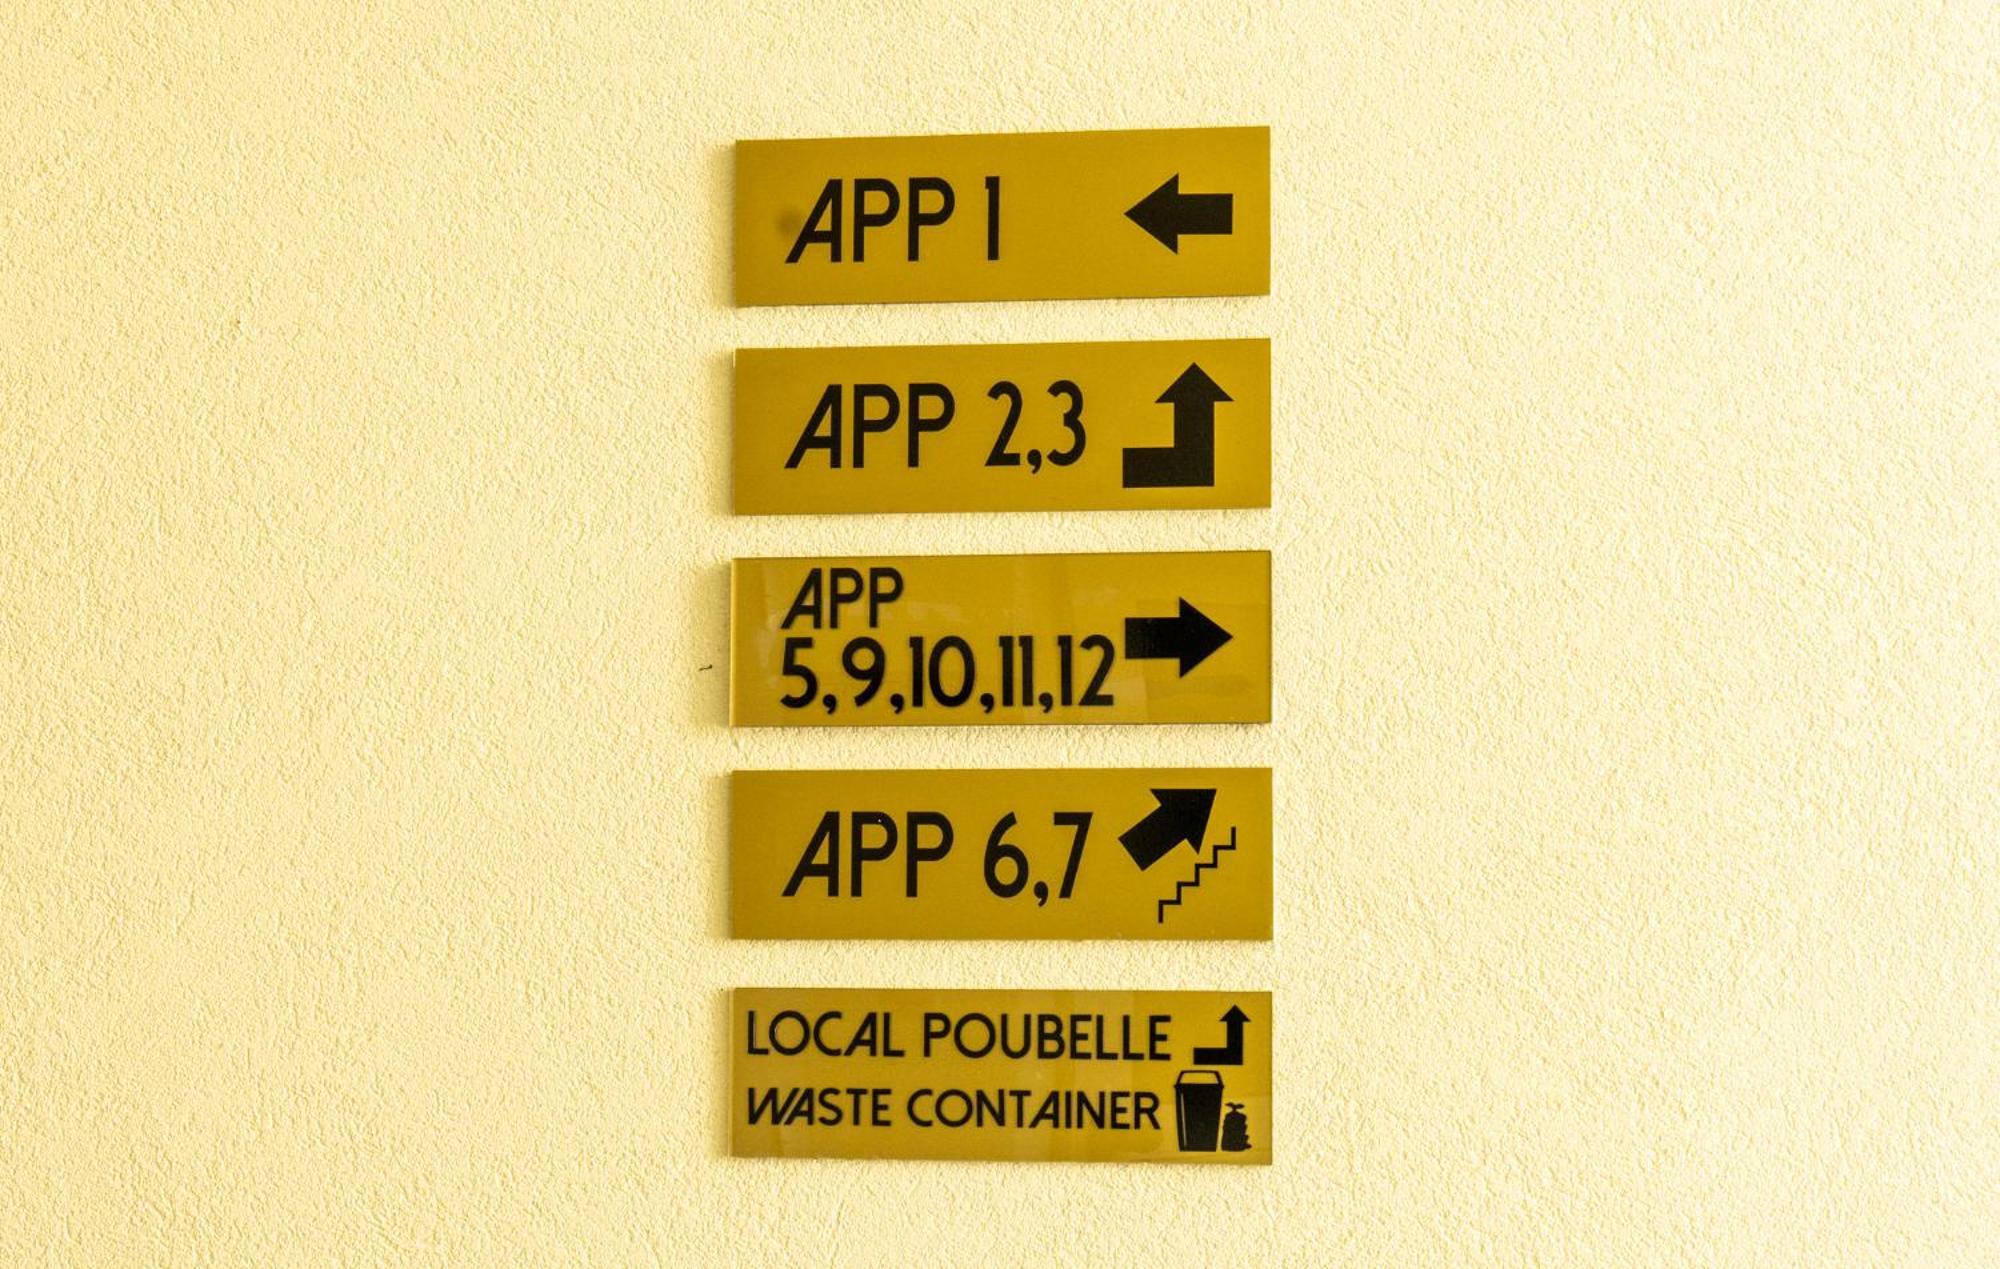 APP 1
APP 2,3
APP
5,9,10,11,12
APP 6,7
LOCAL POUBELLE
WASTE CONTAINER